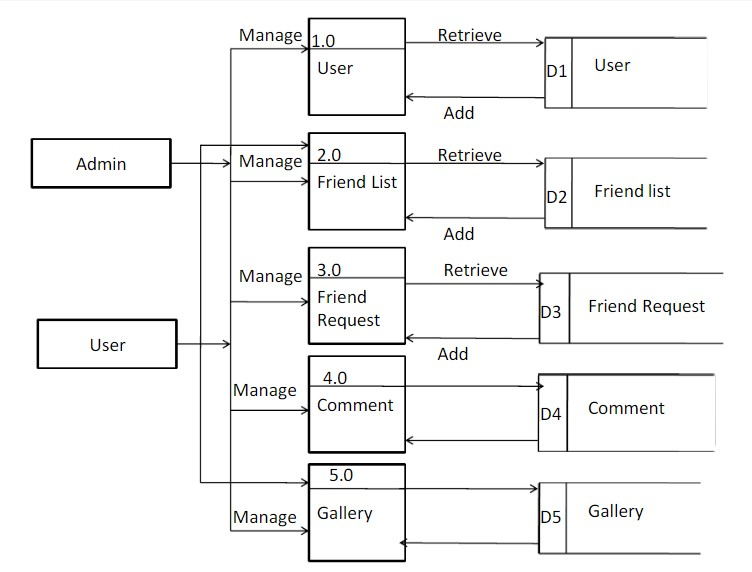 Manage
1.0
User
Retrieve
D1
User
Add
Admin
Manage
2.0
Friend List
Retrieve
D2
Friend list
Add
Manage
3.0
Friend
Request
Retrieve
D3
Friend Request
Add
User
Manage
4.0
Comment
D4
Comment
Manage
5.0
Gallery
D5
Gallery